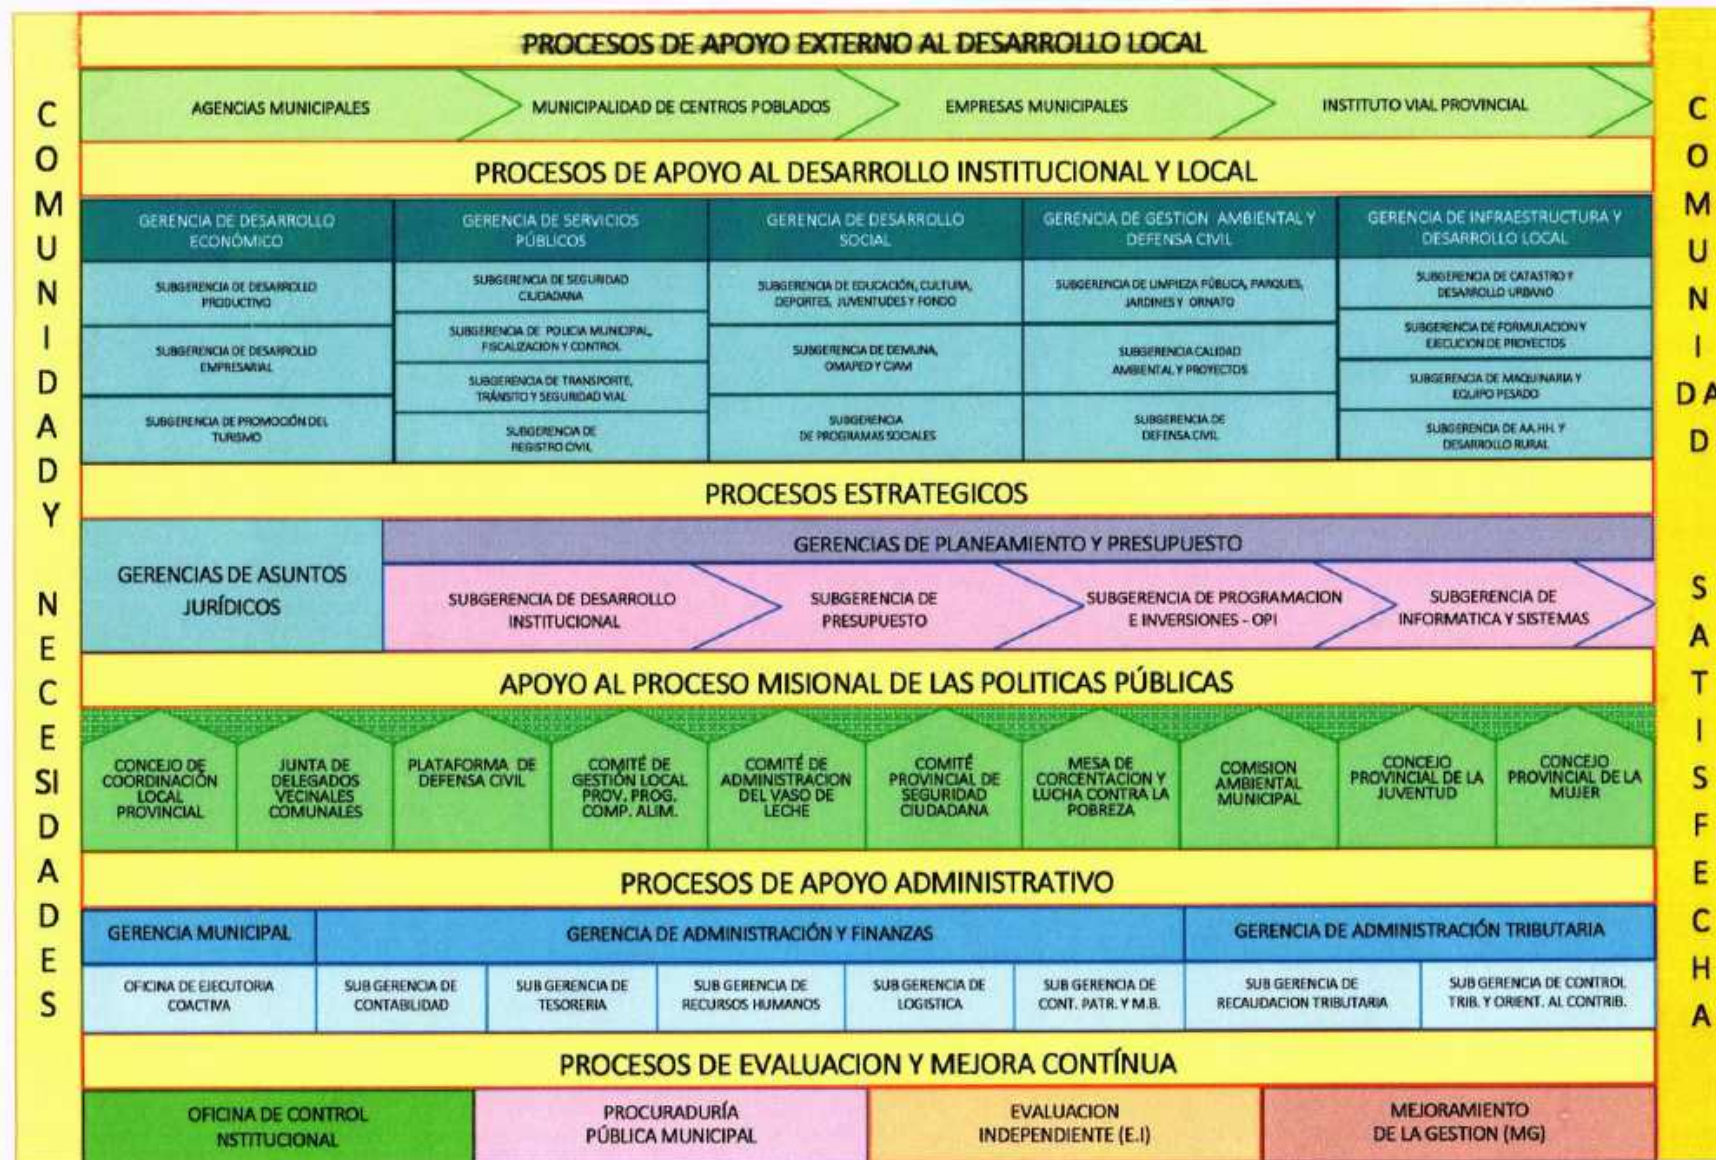 PROCESOS DE APOYO EXTERNO AL DESARROLLO LOCAL
AGENCIAS MUNICIPALES
MUNICIPALIDAD DE CENTROS POBLADOS
EMPRESAS MUNICIPALES
INSTITUTO VIAL PROVINCIAL
PROCESOS DE APOYO AL DESARROLLO INSTITUCIONAL Y LOCAL
GERENCIA DE DESARROLLO
ECONÓMICO
SUBGERENCIA DE DESARROLLO
PRODUCTIVO
SUBGERENCIA DE DESARROLLO
EMPRESARIAL
SUBGERENCIA DE PROMOCIÓN DEL
TURISMO
GERENCIA DE SERVICIOS
PÚBLICOS
SUBGERENCIA DE SEGURIDAD
CIUDADANA
SUBGERENCIA DE POLICIA MUNICIPAL,
FISCALIZACION Y CONTROL
SUBGERENCIA DE TRANSPORTE,
TRÁNSITO Y SEGURIDAD VIAL
SUBGERENCIA DE
REGISTRO CIVIL
GERENCIA DE DESARROLLO
SOCIAL
SUBGERENCIA DE EDUCACIÓN, CULTURA,
DEPORTES, JUVENTUDES Y FONDO
SUBGERENCIA DE DEMUNA,
OMAPED Y CIAM
SUBGERENCIA
DE PROGRAMAS SOCIALES
GERENCIA DE GESTION AMBIENTAL Y
DEFENSA CIVIL
SUBGERENCIA DE LIMPIEZA PÚBLICA, PARQUES,
JARDINES Y ORNATO
SUBGERENCIA CALIDAD
AMBIENTAL Y PROYECTOS
SUBGERENCIA DE
DEFENSA CIVIL
GERENCIA DE INFRAESTRUCTURA Y
DESARROLLO LOCAL
SUBGERENCIA DE CATASTRO Y
DESARROLLO URBANO
SUBGERENCIA DE FORMULACION Y
EJECUCION DE PROYECTOS
SUBGERENCIA DE MAQUINARIA Y
EQUIPO PESADO
SUBGERENCIA DE AA.HH. Y
DESARROLLO RURAL
PROCESOS ESTRATEGICOS
GERENCIAS DE ASUNTOS
JURÍDICOS
GERENCIAS DE PLANEAMIENTO Y PRESUPUESTO
SUBGERENCIA DE DESARROLLO
INSTITUCIONAL
SUBGERENCIA DE
PRESUPUESTO
SUBGERENCIA DE PROGRAMACION
E INVERSIONES - OPI
SUBGERENCIA DE
INFORMATICA Y SISTEMAS
APOYO AL PROCESO MISIONAL DE LAS POLITICAS PÚBLICAS
CONCEJO DE
COORDINACIÓN
LOCAL
PROVINCIAL
JUNTA DE
DELEGADOS
VECINALES
COMUNALES
PLATAFORMA DE
DEFENSA CIVIL
COMITÉ DE
GESTIÓN LOCAL
PROV. PROG.
COMP. ALIM.
COMITÉ DE
ADMINISTRACION
DEL VASO DE
LECHE
COMITÉ
PROVINCIAL DE
SEGURIDAD
CIUDADANA
MESA DE
CORCENTACION Y
LUCHA CONTRA LA
POBREZA
COMISION
AMBIENTAL
MUNICIPAL
CONCEJO
PROVINCIAL DE LA
JUVENTUD
CONCEJO
PROVINCIAL DE LA
MUJER
PROCESOS DE APOYO ADMINISTRATIVO
GERENCIA MUNICIPAL
GERENCIA DE ADMINISTRACIÓN Y FINANZAS
GERENCIA DE ADMINISTRACIÓN TRIBUTARIA
OFICINA DE EJECUTORIA
COACTIVA
SUB GERENCIA DE
CONTABILIDAD
SUB GERENCIA DE
TESORERIA
SUB GERENCIA DE
RECURSOS HUMANOS
SUB GERENCIA DE
LOGISTICA
SUB GERENCIA DE
CONT. PATR. Y M.B.
SUB GERENCIA DE
RECAUDACION TRIBUTARIA
SUB GERENCIA DE CONTROL
TRIB. Y ORIENT. AL CONTRIB.
PROCESOS DE EVALUACION Y MEJORA CONTÍNUA
OFICINA DE CONTROL
NSTITUCIONAL
PROCURADURÍA
PÚBLICA MUNICIPAL
EVALUACION
INDEPENDIENTE (E.I)
MEJORAMIENTO
DE LA GESTION (MG)
COMUNIDAD Y NECESIDADES
COMUNIDAD SATISFECHA